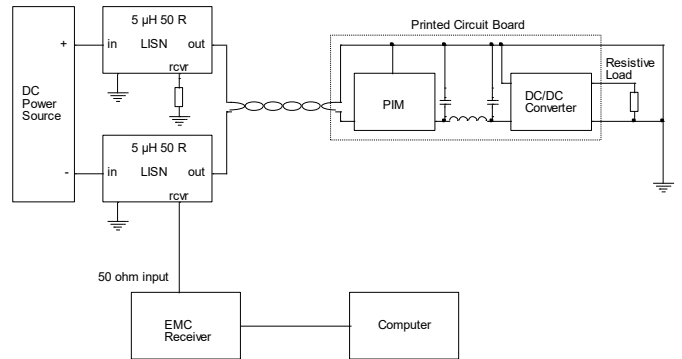 Printed Circuit Board
5 µH 50 R
+ in LISN out
rcvr
DC
Power
Source
PIM
DC/DC
Converter
Resistive
Load
5 µH 50 R
- in LISN out
rcvr
50 ohm input
EMC
Receiver
Computer